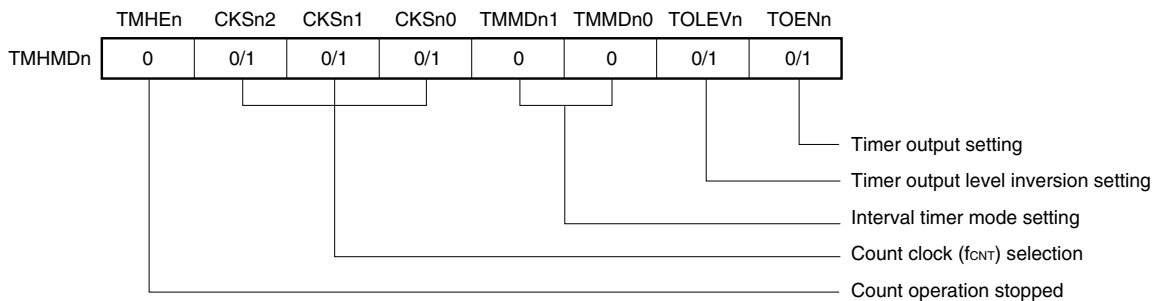 TMHEn CKSn2 CKSn1 CKSn0 TMMDn1 TMMDn0 TOLEVn TOENn
TMHMDn 0 0/1 0/1 0/1 0 0 0/1 0/1
Timer output setting
Timer output level inversion setting
Interval timer mode setting
Count clock (fCNT) selection
Count operation stopped